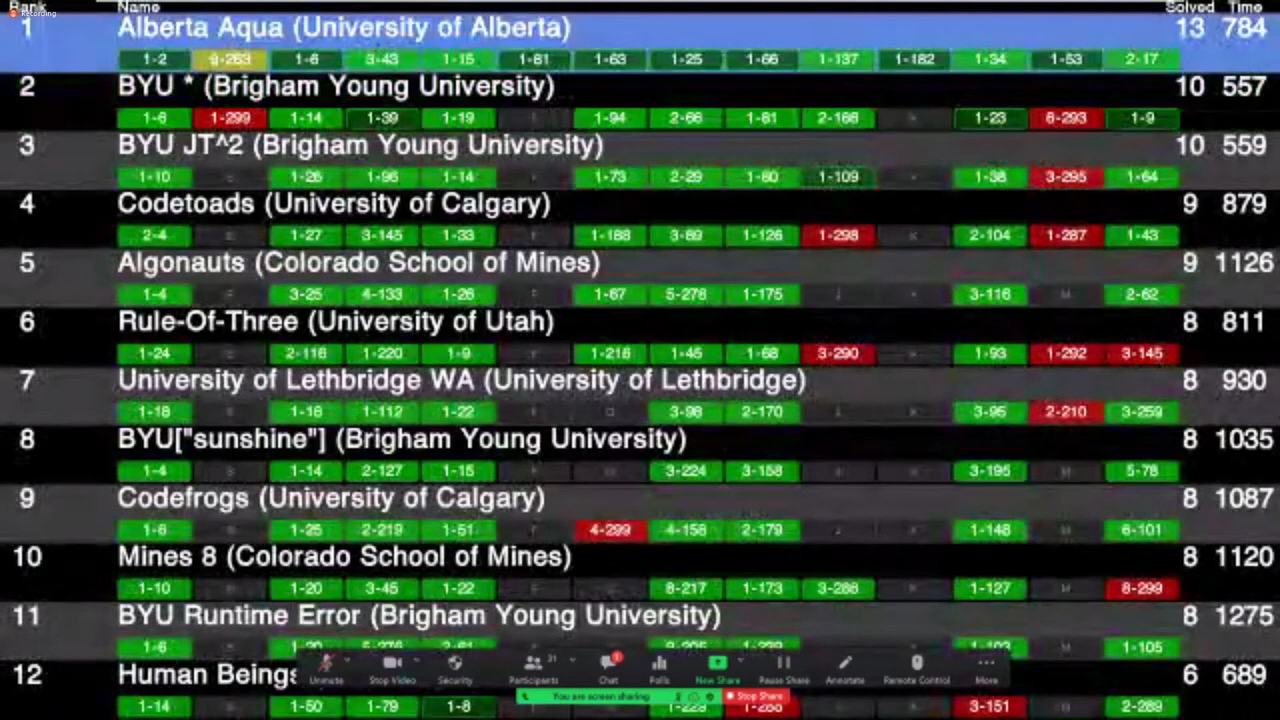 Rank Name Solved Time
Recording
1 Alberta Aqua (University of Alberta) 13 784
1-2 9-263 1-6 3-43 1-15 1-81 1-63 1-25 1-66 1-137 1-182 1-34 1-53 2-17
2 BYU * (Brigham Young University) 10 557
1-6 1-299 1-14 1-39 1-19 1-94 2-66 1-81 2-166 1-23 6-293 1-9
3 BYU JT^2 (Brigham Young University) 10 559
1-10 1-26 1-96 1-14 1-73 2-29 1-80 1-109 1-38 3-295 1-64
4 Codetoads (University of Calgary) 9 879
2-4 1-27 3-145 1-33 1-188 3-89 1-126 1-298 2-104 1-287 1-43
5 Algonauts (Colorado School of Mines) 9 1126
1-4 3-25 4-133 1-26 1-67 5-278 1-175 3-116 2-62
6 Rule-Of-Three (University of Utah) 8 811
1-24 2-116 1-220 1-9 1-216 1-45 1-68 3-290 1-93 1-292 3-145
7 University of Lethbridge WA (University of Lethbridge) 8 930
1-18 1-16 1-112 1-22 3-98 2-170 3-95 2-210 3-259
8 BYU["sunshine"] (Brigham Young University) 8 1035
1-4 1-14 2-127 1-15 3-224 3-158 3-195 5-78
9 Codefrogs (University of Calgary) 8 1087
1-6 1-25 2-219 1-51 4-299 4-158 2-179 1-148 6-101
10 Mines 8 (Colorado School of Mines) 8 1120
1-10 1-20 3-45 1-22 8-217 1-173 3-286 1-127 8-299
11 BYU Runtime Error (Brigham Young University) 8 1275
1-6 1-105
Unmute Stop Video Security Participants 31 Chat 1 Polls New Share Pause Share Annotate Remote Control More
12 Human Beings 6 689
You are screen sharing Stop Share
1-14 1-50 1-79 1-8 3-151 2-289